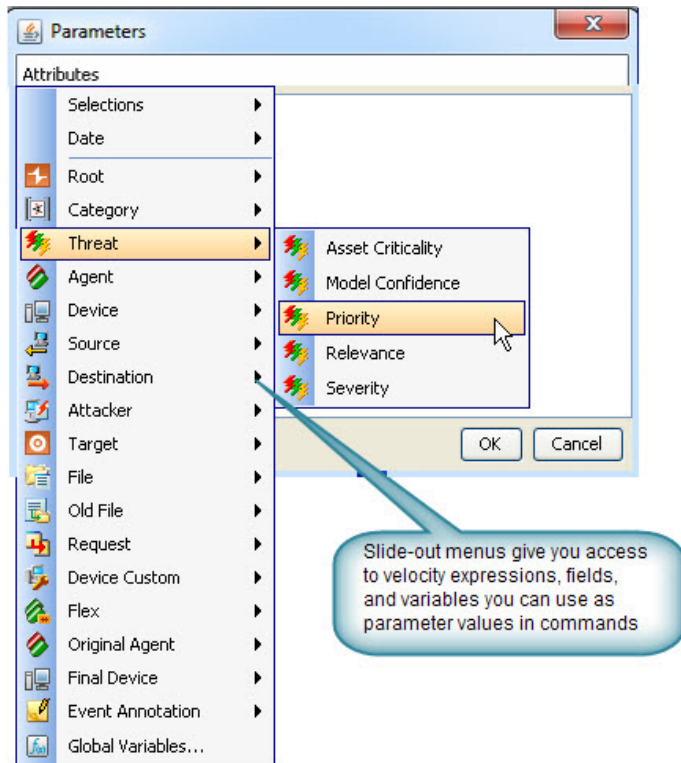 Parameters
Attributes
Selections
Date
Root
Category
Threat
Agent
Device
Source
Destination
Attacker
Target
File
Old File
Request
Device Custom
Flex
Original Agent
Final Device
Event Annotation
Global Variables...
Asset Criticality
Model Confidence
Priority
Relevance
Severity
OK
Cancel
Slide-out menus give you access
to velocity expressions, fields,
and variables you can use as
parameter values in commands